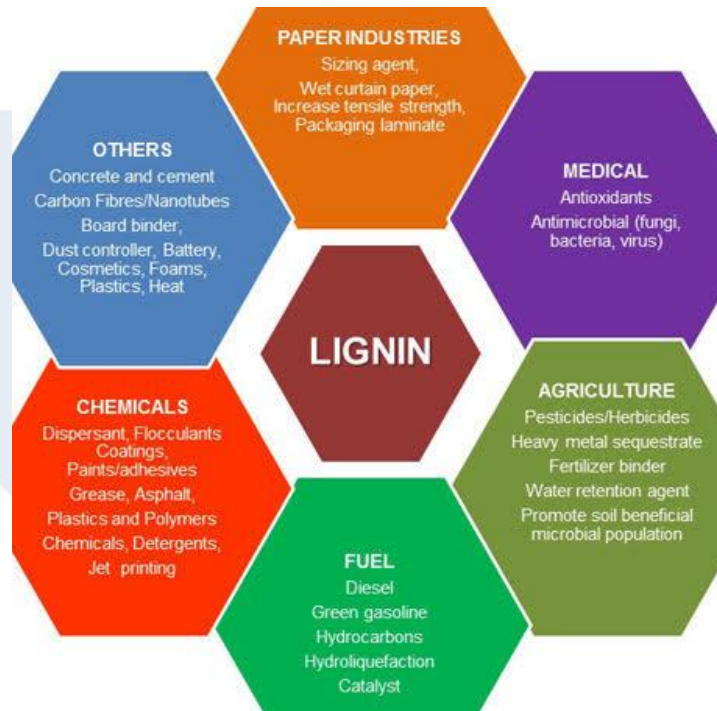 PAPER INDUSTRIES
Sizing agent,
Wet curtain paper,
Increase tensile strength,
Packaging laminate
OTHERS
Concrete and cement
Carbon Fibres/Nanotubes
Board binder,
Dust controller, Battery,
Cosmetics, Foams,
Plastics, Heat
MEDICAL
Antioxidants
Antimicrobial (fungi,
bacteria, virus)
LIGNIN
CHEMICALS
Dispersant, Flocculants
Coatings,
Paints/adhesives
Grease, Asphalt,
Plastics and Polymers
Chemicals, Detergents,
Jet printing
AGRICULTURE
Pesticides/Herbicides
Heavy metal sequestrate
Fertilizer binder
Water retention agent
Promote soil beneficial
microbial population
FUEL
Diesel
Green gasoline
Hydrocarbons
Hydroliquefaction
Catalyst